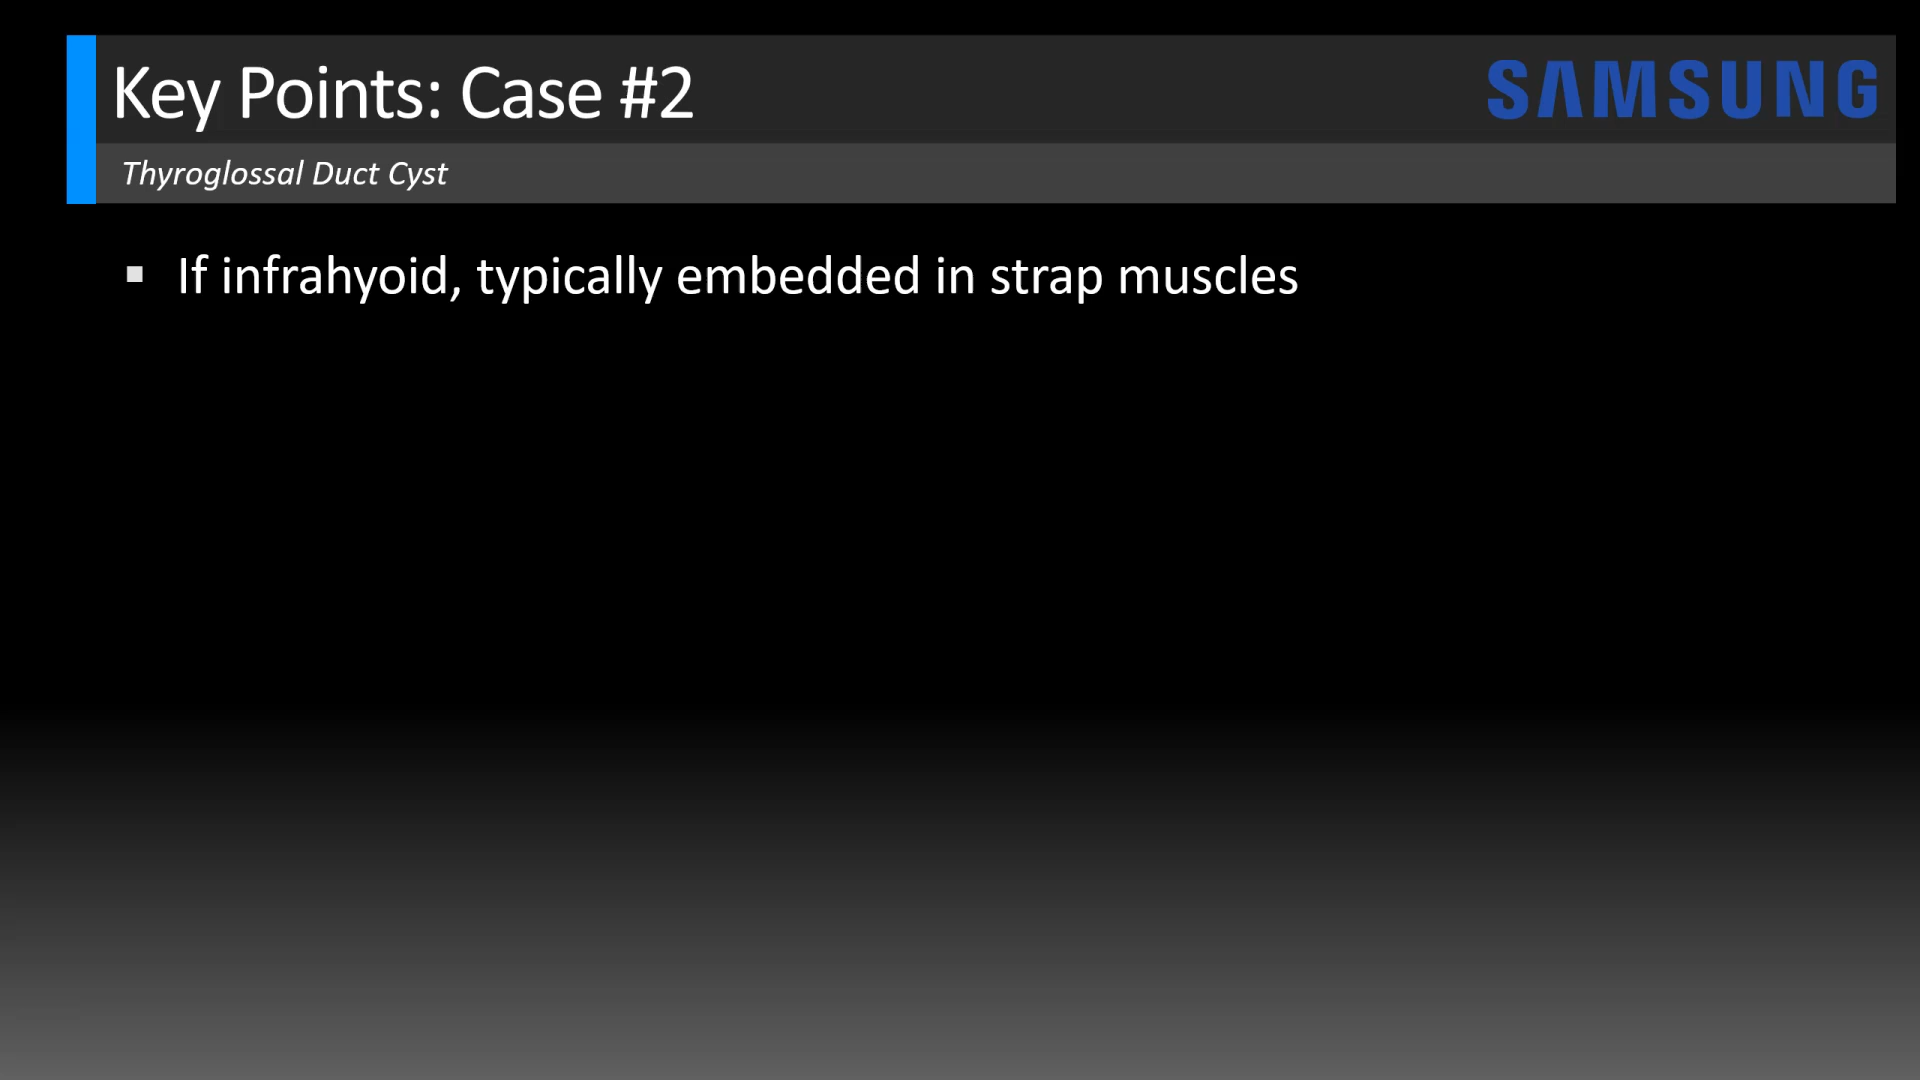 Key Points: Case #2
SAMSUNG
Thyroglossal Duct Cyst
If infrahyoid, typically embedded in strap muscles